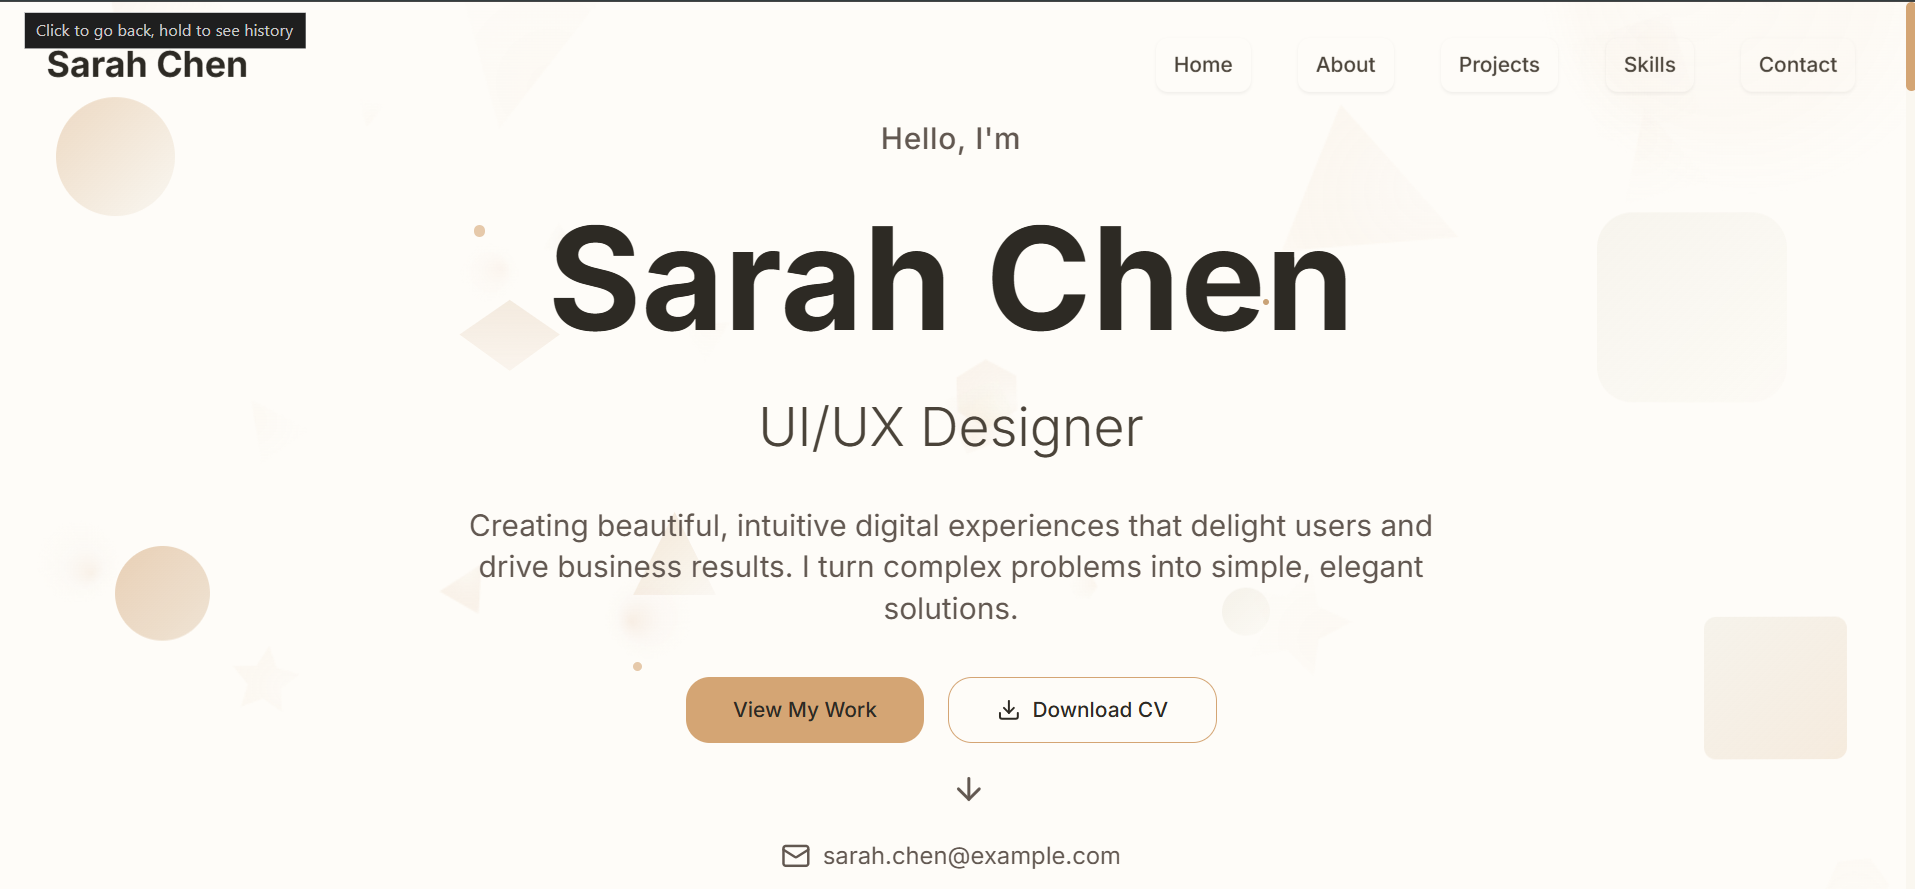 Click to go back, hold to see history
Sarah Chen
Home
About
Projects
Skills
Contact
Hello, I'm
Sarah Chen
UI/UX Designer
Creating beautiful, intuitive digital experiences that delight users and
drive business results. I turn complex problems into simple, elegant
solutions.
View My Work
Download CV
sarah.chen@example.com